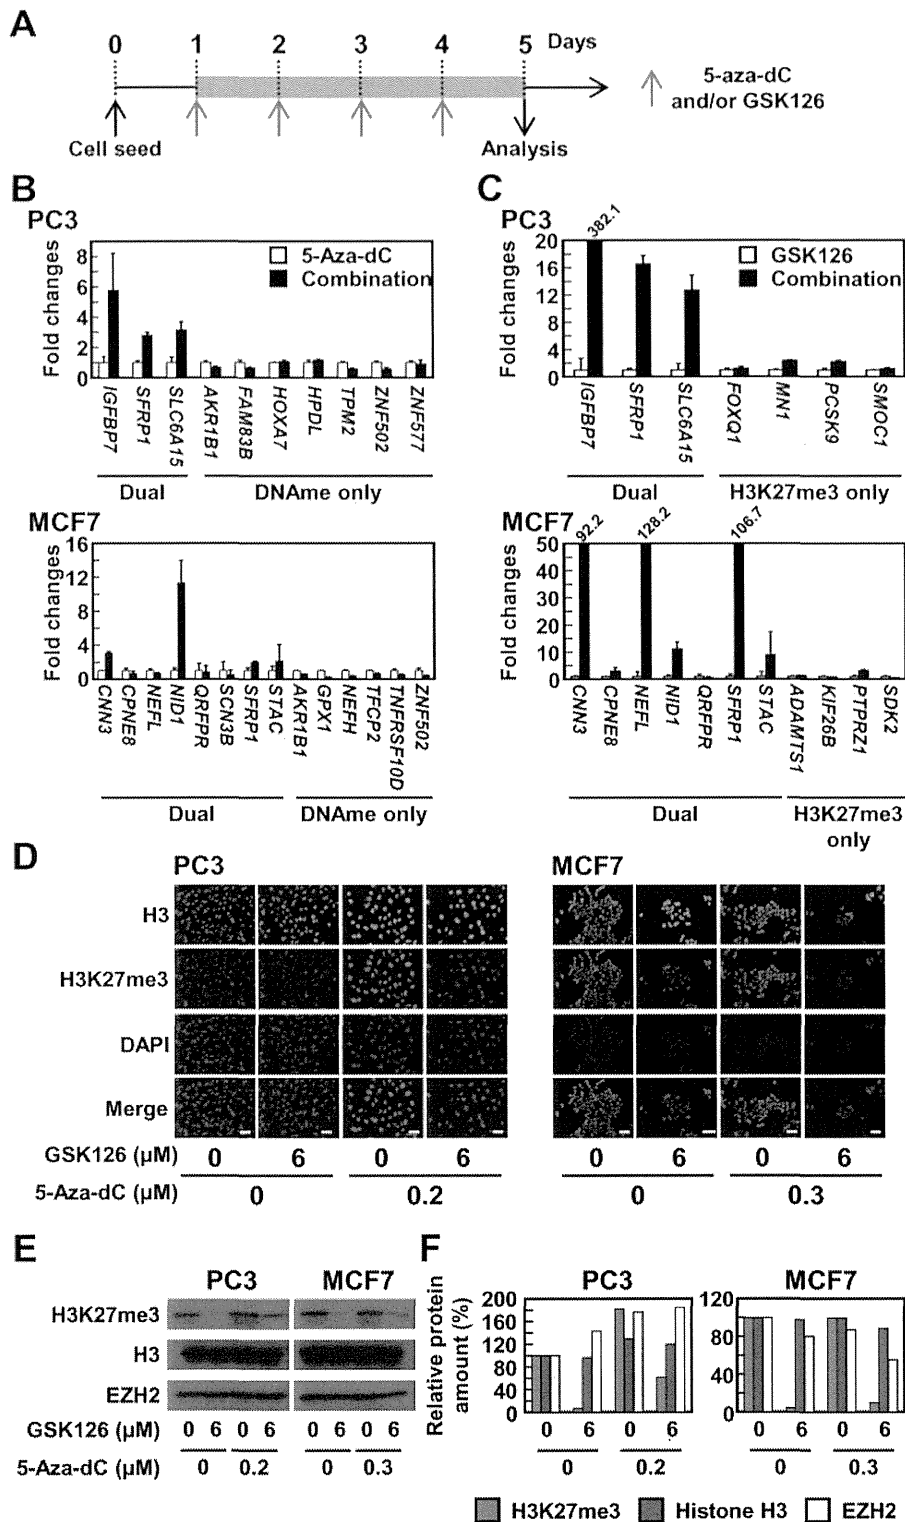 A
0 1 2 3 4 5 Days
5-aza-dC
and/or GSK126
Cell seed
Analysis
B
PC3
Fold changes
8
6
4
2
0
5-Aza-dC
Combination
IGFBP7
SFRP1
SLC6A15
AKR1B1
FAM83B
HOXA7
HPDL
TPM2
ZNF502
ZNF577
Dual
DNAme only
MCF7
Fold changes
16
12
8
4
0
CNN3
CPNE8
NEFL
NID1
QRFPR
SCN3B
SFRP1
STAC
AKR1B1
GPX1
NEFH
TFCP2
TNFRSF10D
ZNF502
Dual
DNAme only
C
PC3
382.1
Fold changes
20
16
12
8
4
0
GSK126
Combination
IGFBP7
SFRP1
SLC6A15
FOXQ1
MN1
PCSK9
SMOC1
Dual
H3K27me3 only
MCF7
92.2
128.2
106.7
Fold changes
50
40
30
20
10
0
CNN3
CPNE8
NEFL
NID1
QRFPR
SFRP1
STAC
ADAMTS1
KIF26B
PTPRZ1
SDK2
Dual
H3K27me3
only
D
PC3
MCF7
H3
H3K27me3
DAPI
Merge
GSK126 (µM) 0 6 0 6 0 6 0 6
5-Aza-dC (µM) 0 0.2 0 0.3
E
PC3 MCF7
H3K27me3
H3
EZH2
GSK126 (µM) 0 6 0 6 0 6 0 6
5-Aza-dC (µM) 0 0.2 0 0.3
F
PC3
MCF7
Relative protein
amount (%)
200
160
120
80
40
0
120
80
40
0
0 6 0 6 0 6 0 6
0 0.2 0 0.3
H3K27me3 Histone H3 EZH2